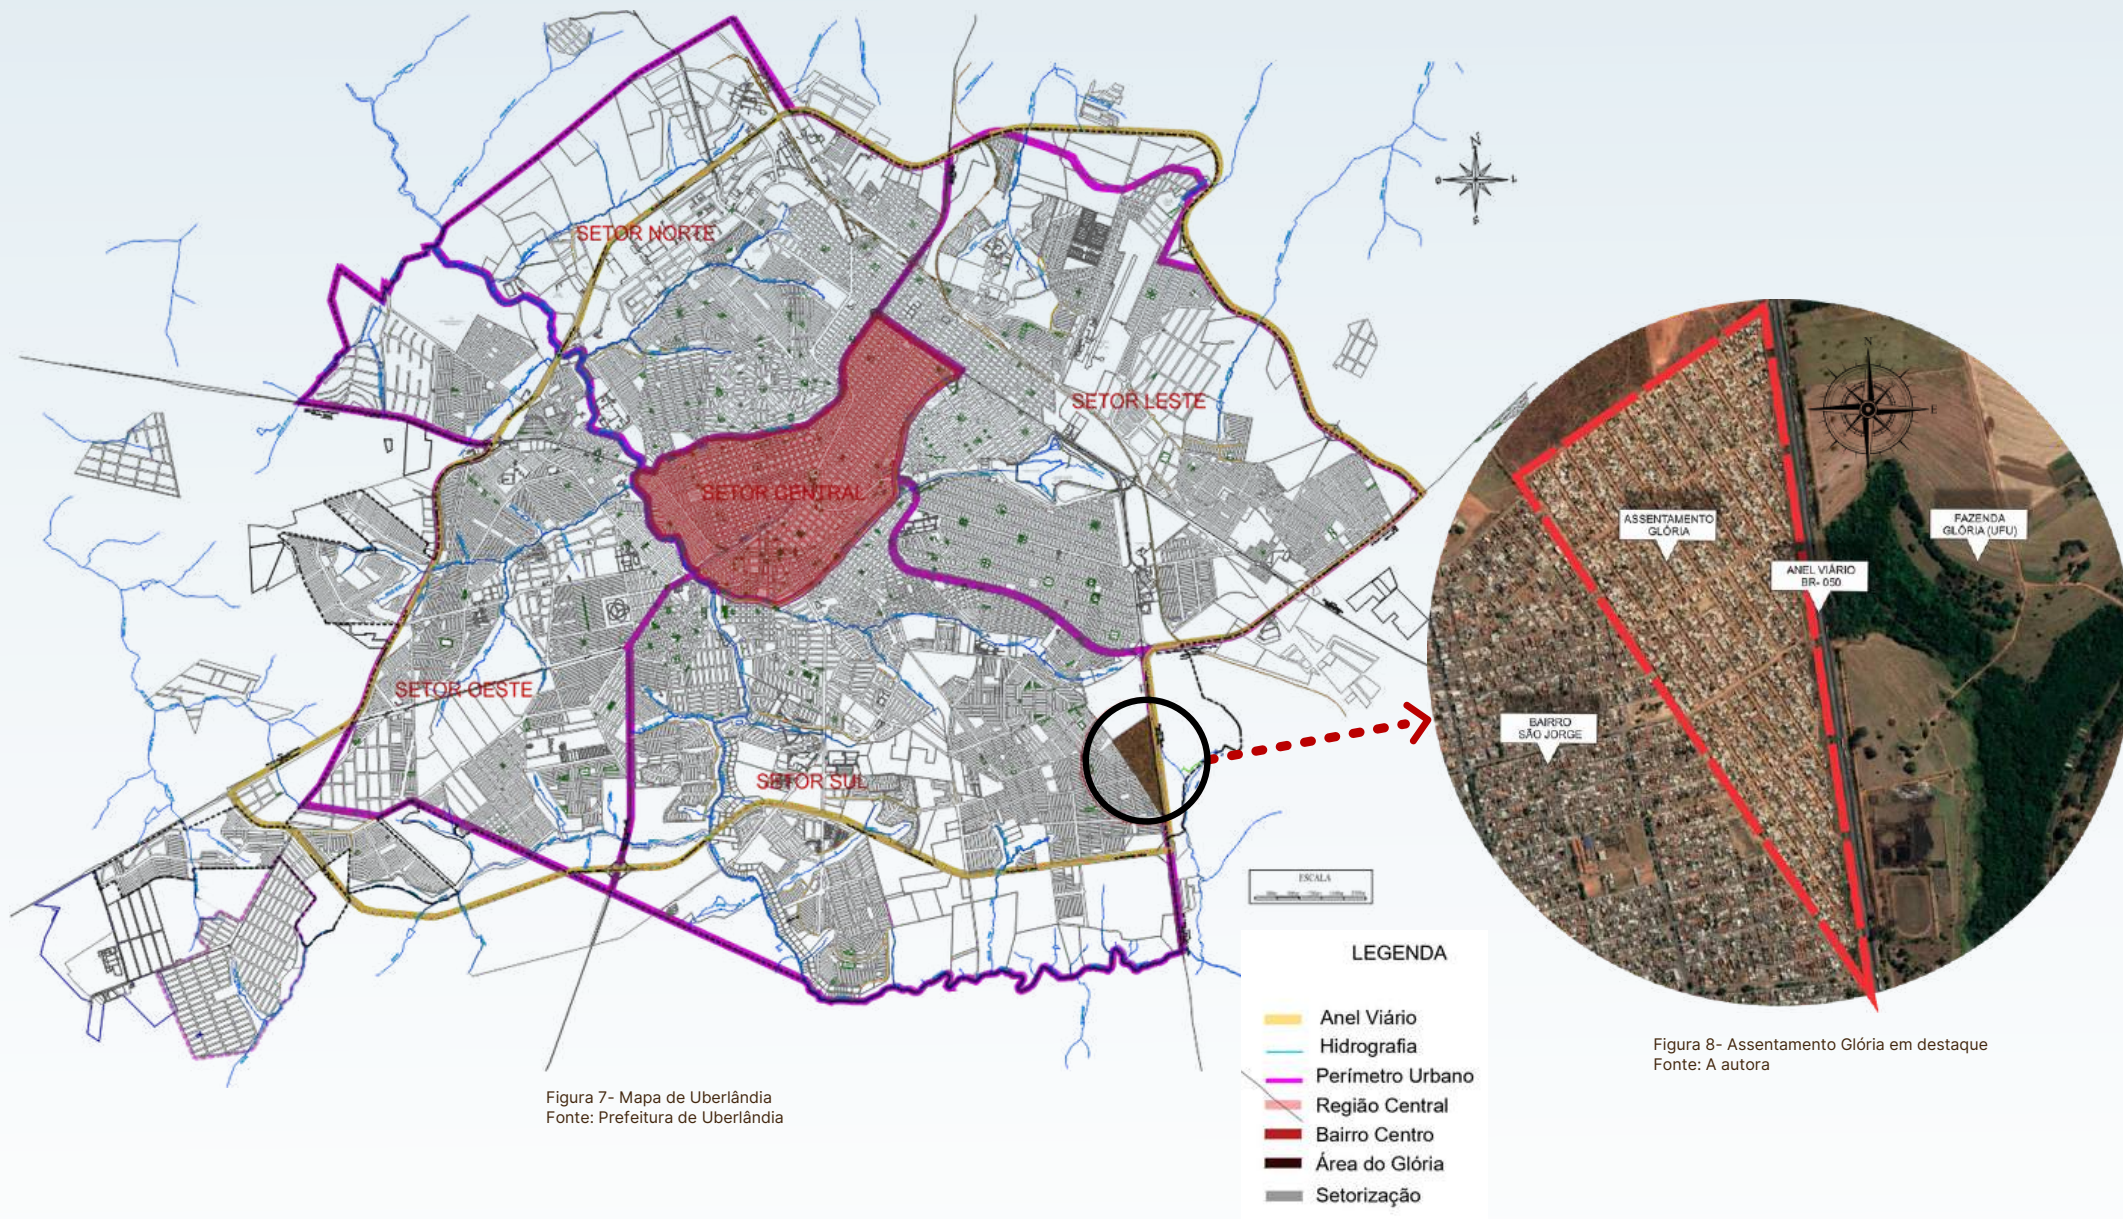 SETOR NORTE
SETOR LESTE
SETOR CENTRAL
SETOR OESTE
SETOR SUL
N
L
S
O
ESCALA
LEGENDA
Anel Viário
Hidrografia
Perímetro Urbano
Região Central
Bairro Centro
Área do Glória
Setorização
Figura 7- Mapa de Uberlândia
Fonte: Prefeitura de Uberlândia
N
E
ASSENTAMENTO
GLÓRIA
FAZENDA
GLÓRIA (UFU)
ANEL VIÁRIO
BR- 050
BAIRRO
SÃO JORGE
Figura 8- Assentamento Glória em destaque
Fonte: A autora